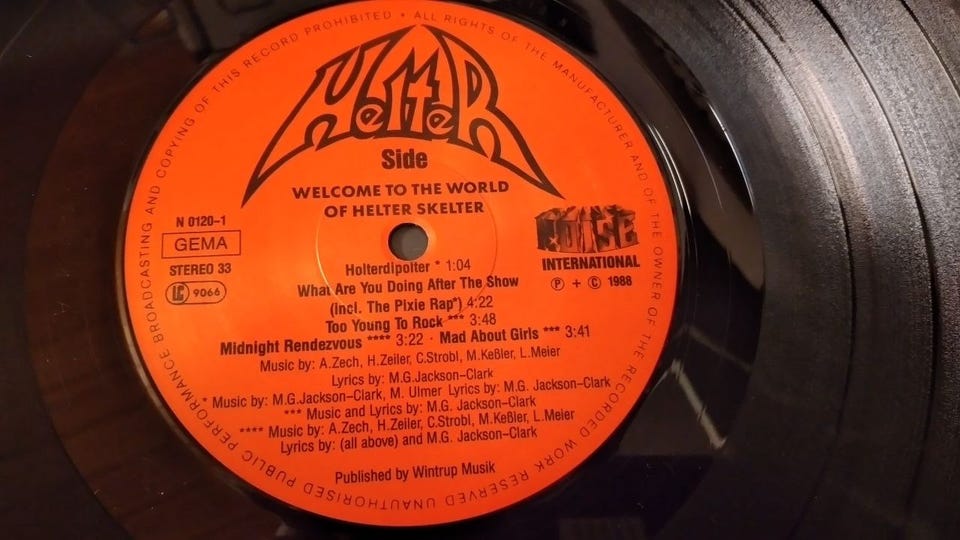 UNAUTHORISED PUBLIC PERFORMANCE BROADCASTING AND COPYING OF THIS RECORD PROHIBITED • ALL RIGHTS OF THE MANUFACTURER AND OF THE OWNER OF THE RECORDED WORK RESERVED
HeLTeR
Side
WELCOME TO THE WORLD
OF HELTER SKELTER
N 0120-1
GEMA
STEREO 33
LC 9066
NOISE
INTERNATIONAL
Ⓟ + © 1988
Holterdipolter * 1:04
What Are You Doing After The Show
(incl. The Pixie Rap*) 4:22
Too Young To Rock *** 3:48
Midnight Rendezvous **** 3:22 · Mad About Girls *** 3:41
Music by: A.Zech, H.Zeiler, C.Strobl, M.Keßler, L.Meier
Lyrics by: M.G.Jackson-Clark
* Music by: M.G.Jackson-Clark, M. Ulmer Lyrics by: M.G. Jackson-Clark
*** Music and Lyrics by: M.G. Jackson-Clark
**** Music by: A.Zech, H.Zeiler, C.Strobl, M.Keßler, L.Meier
Lyrics by: (all above) and M.G. Jackson-Clark
Published by Wintrup Musik